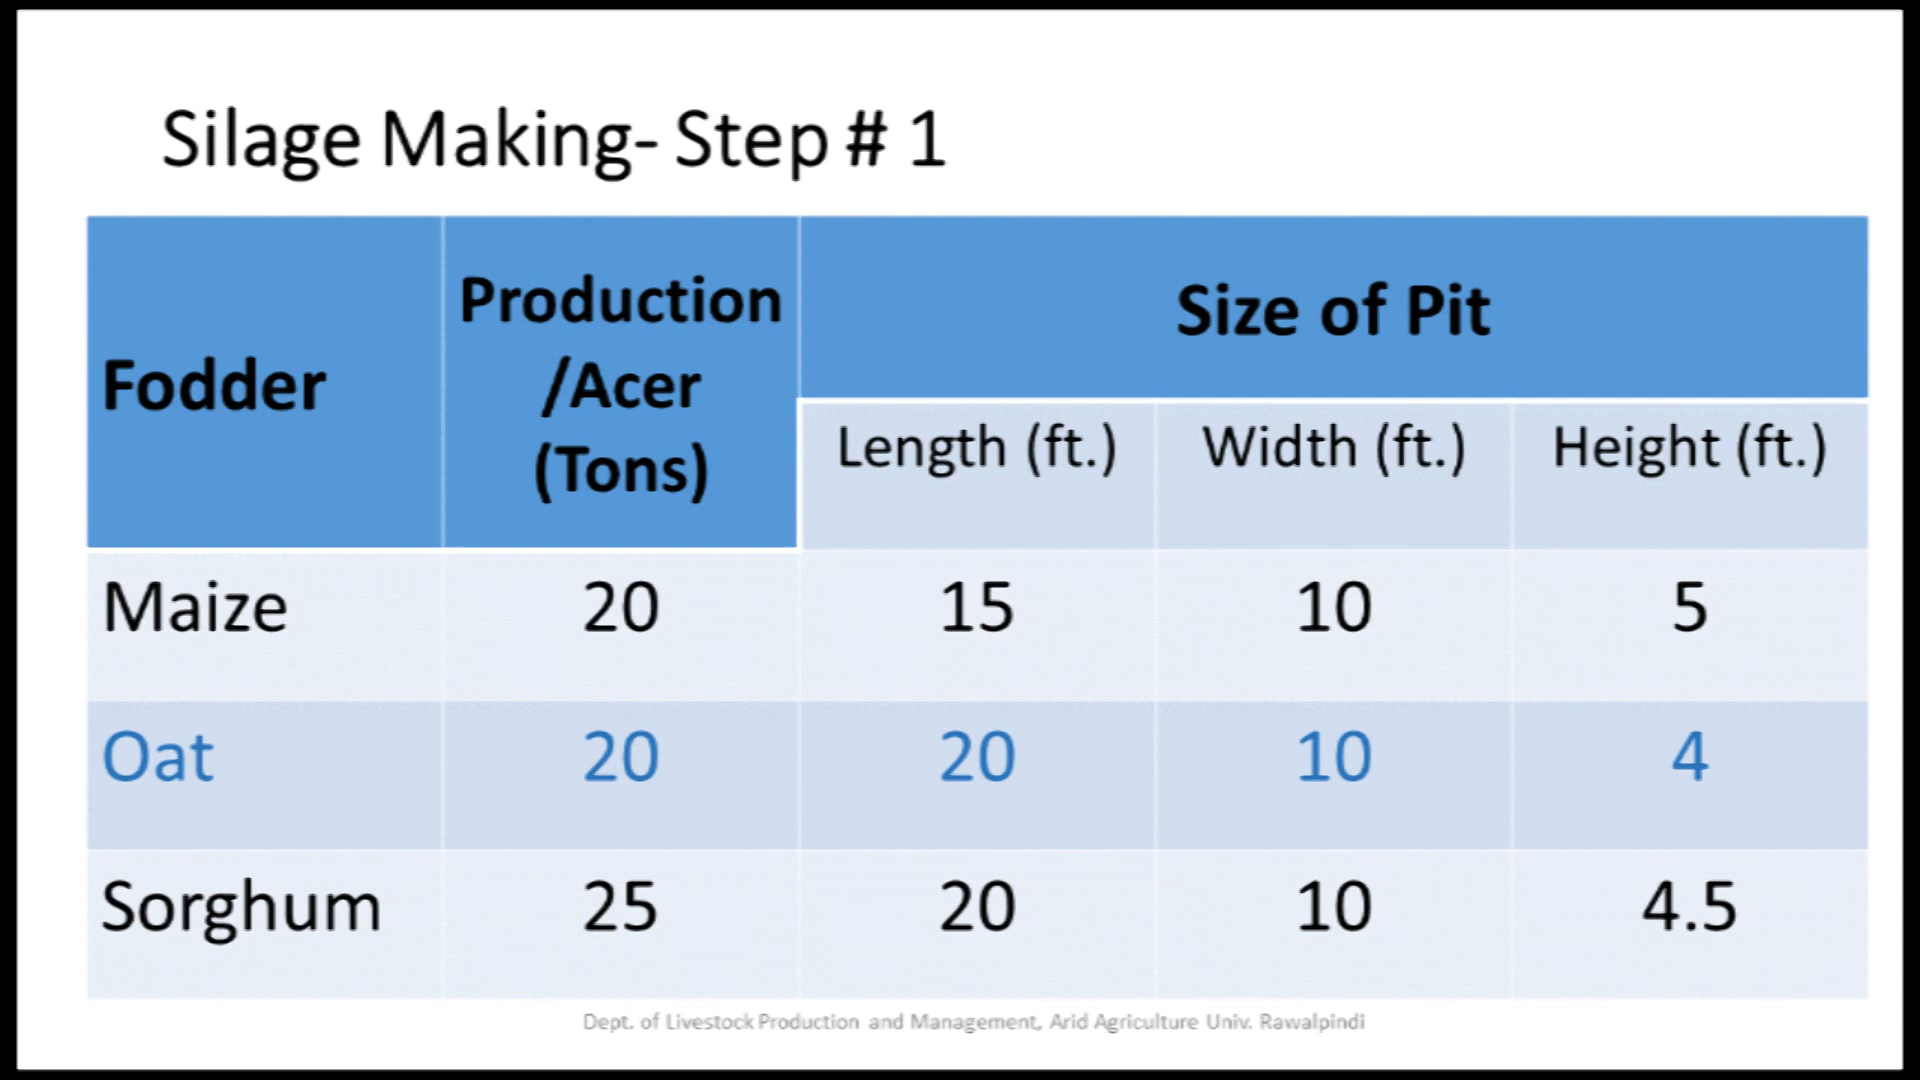 Silage Making- Step # 1
Fodder
Production
/Acer
(Tons)
Size of Pit
Length (ft.) Width (ft.) Height (ft.)
Maize 20 15 10 5
Oat 20 20 10 4
Sorghum 25 20 10 4.5
Dept. of Livestock Production and Management, Arid Agriculture Univ. Rawalpindi